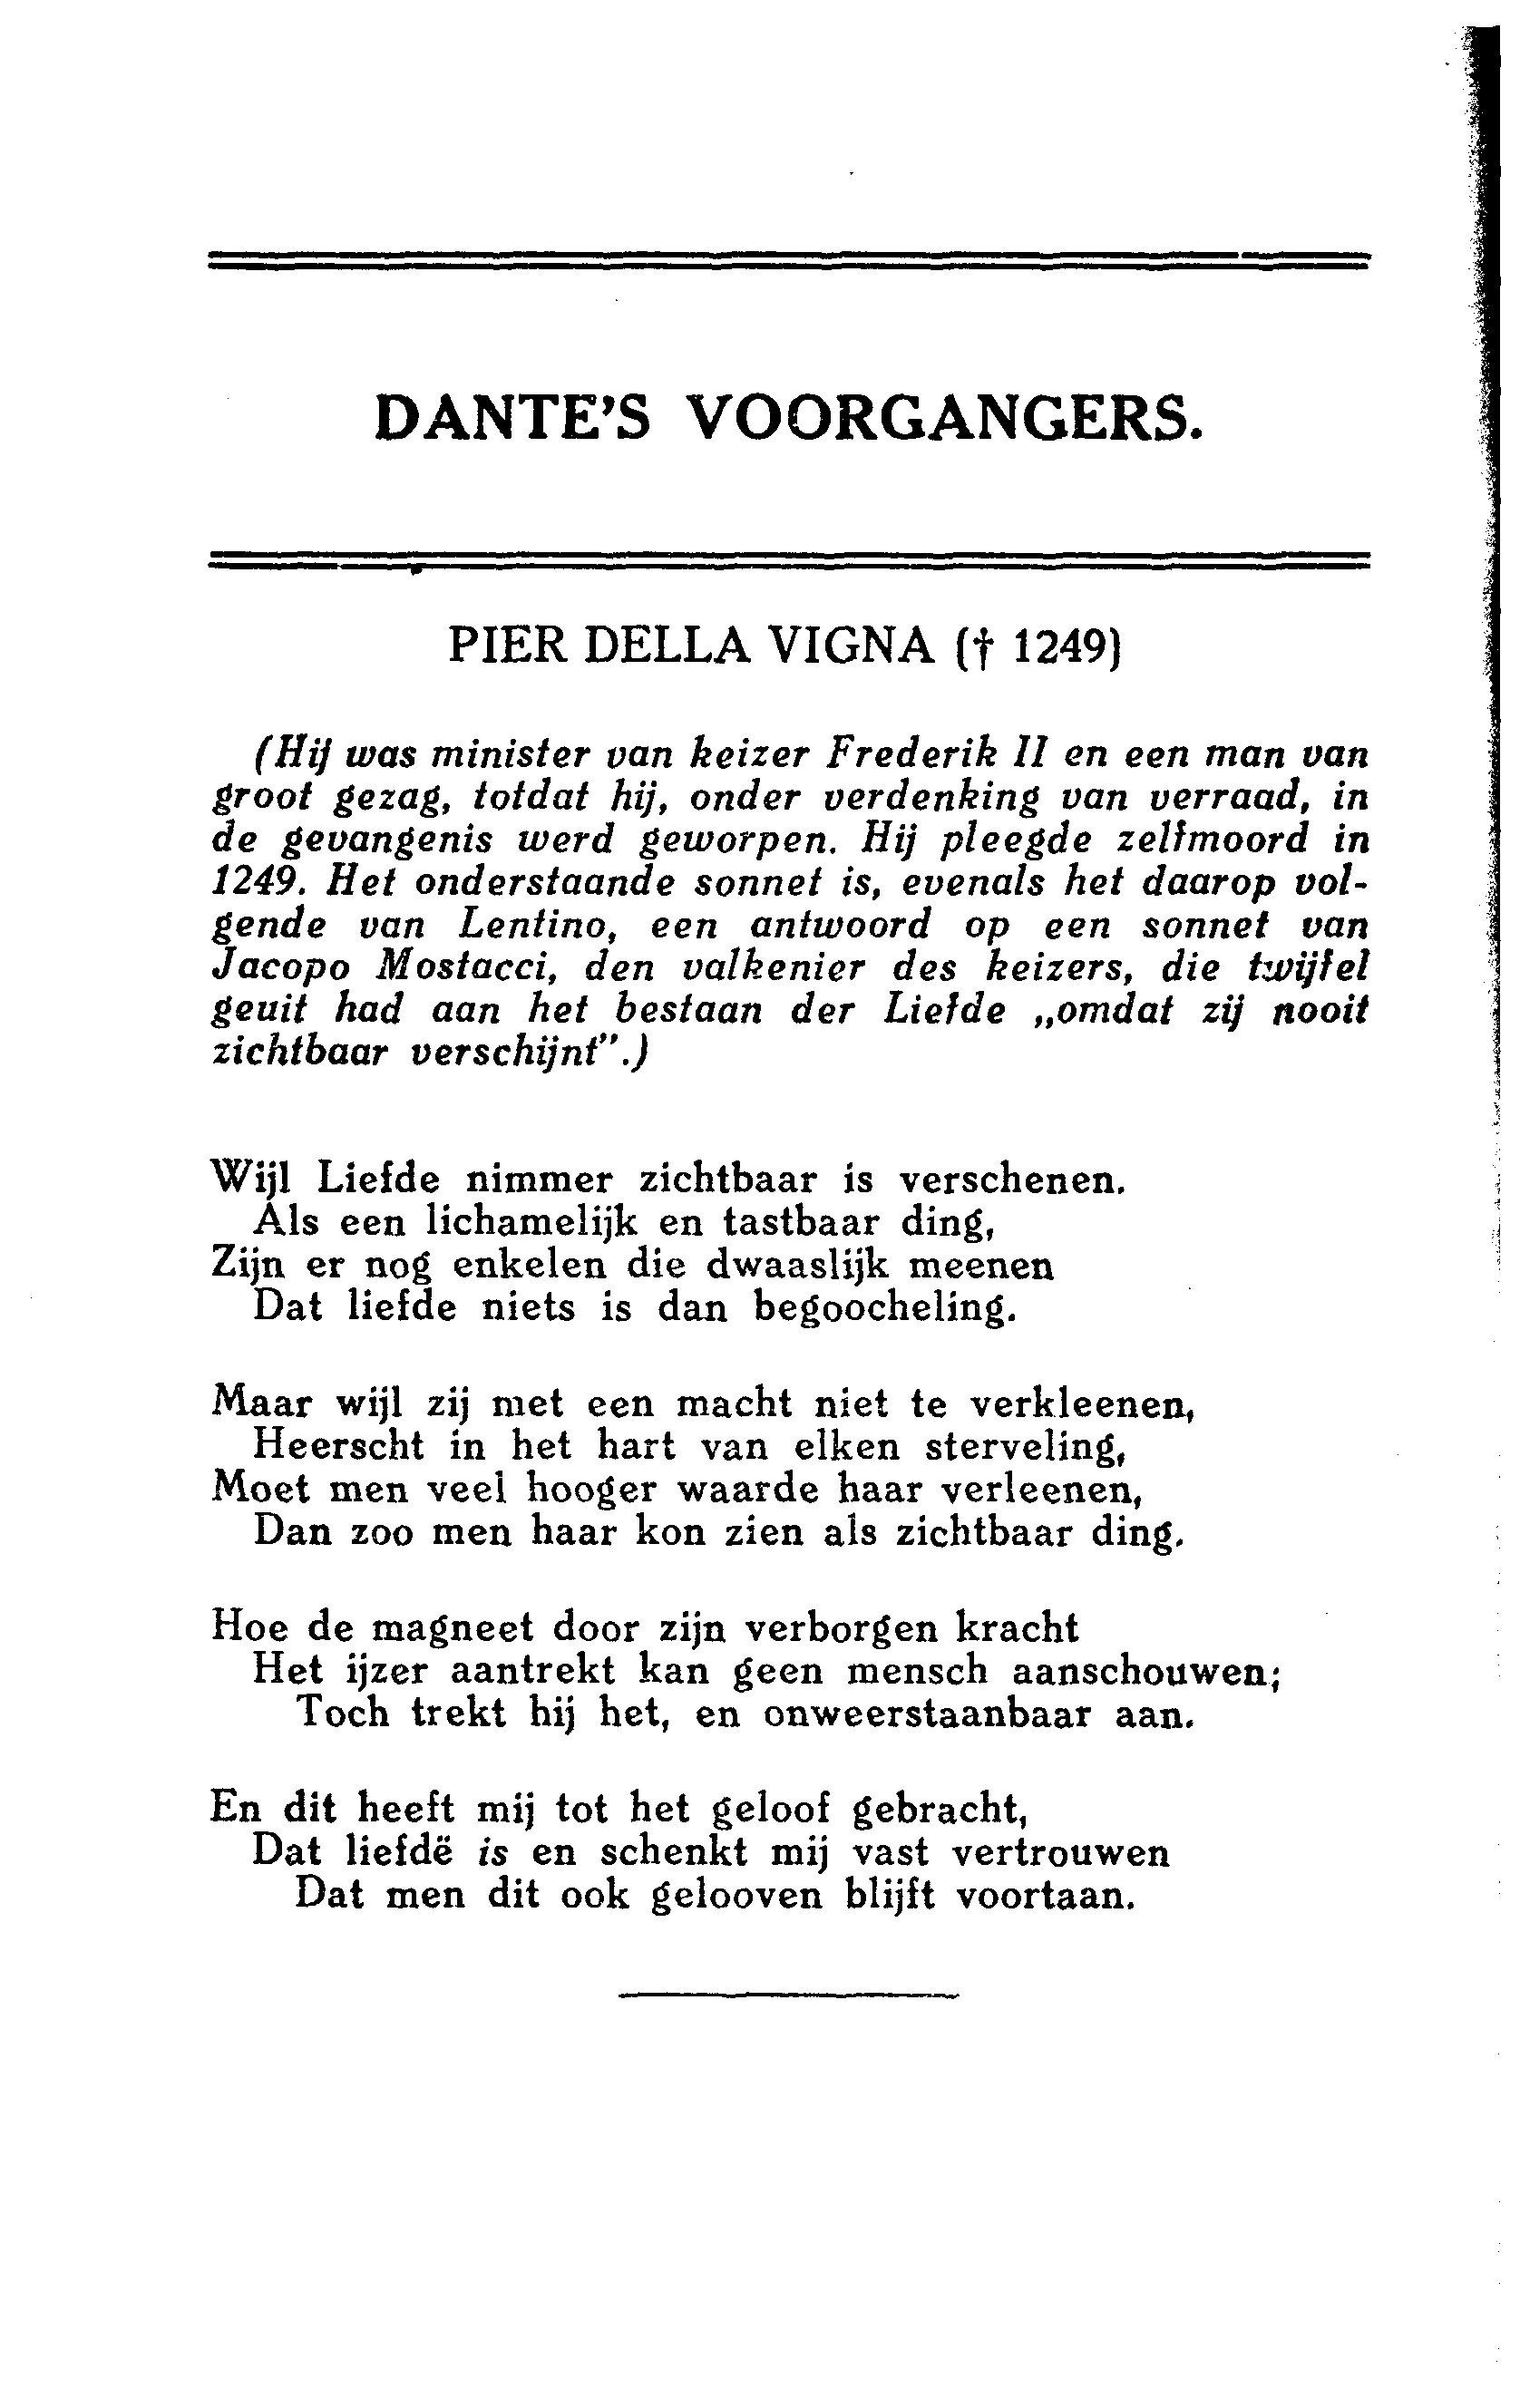 DANTE'S VOORGANGERS.
PIER DELLA VIGNA († 1249)
(Hij was minister van keizer Frederik II en een man van
groot gezag, totdat hij, onder verdenking van verraad, in
de gevangenis werd geworpen. Hij pleegde zelfmoord in
1249. Het onderstaande sonnet is, evenals het daarop vol-
gende van Lentino, een antwoord op een sonnet van
Jacopo Mostacci, den valkenier des keizers, die twijfel
geuit had aan het bestaan der Liefde „omdat zij nooit
zichtbaar verschijnt".)
Wijl Liefde nimmer zichtbaar is verschenen.
Als een lichamelijk en tastbaar ding,
Zijn er nog enkelen die dwaaslijk meenen
Dat liefde niets is dan begoocheling.
Maar wijl zij met een macht niet te verkleenen,
Heerscht in het hart van elken sterveling,
Moet men veel hooger waarde haar verleenen,
Dan zoo men haar kon zien als zichtbaar ding.
Hoe de magneet door zijn verborgen kracht
Het ijzer aantrekt kan geen mensch aanschouwen;
Toch trekt hij het, en onweerstaanbaar aan.
En dit heeft mij tot het geloof gebracht,
Dat liefdë is en schenkt mij vast vertrouwen
Dat men dit ook gelooven blijft voortaan.